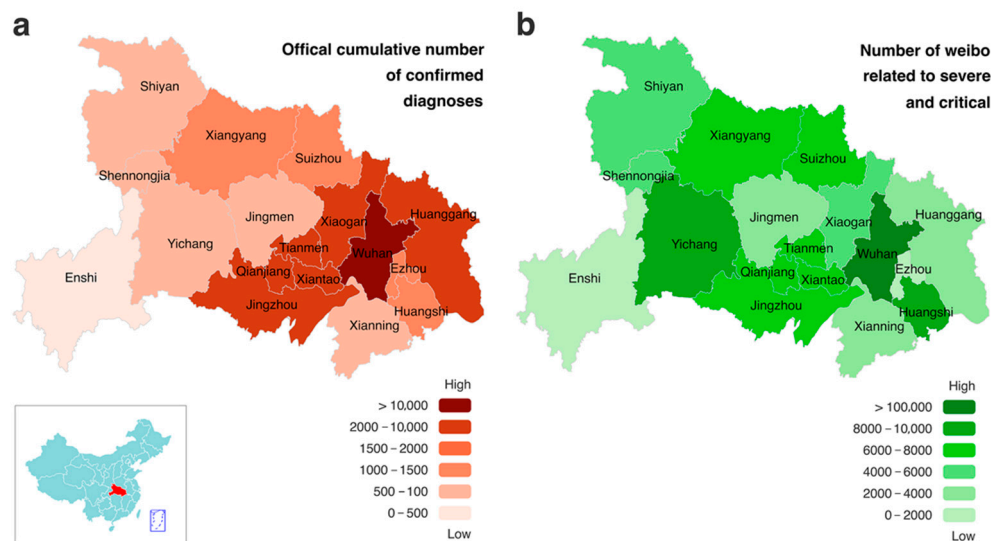 a
Offical cumulative number
of confirmed
diagnoses
Shiyan
Xiangyang
Suizhou
Shennongjia
Jingmen
Xiaogan
Huanggang
Yichang
Tianmen
Wuhan
Enshi
Qianjiang
Xiantao
Ezhou
Jingzhou
Huangshi
Xianning
High
> 10,000
2000 – 10,000
1500 – 2000
1000 – 1500
500 – 100
0 – 500
Low
b
Number of weibo
related to severe
and critical
Shiyan
Xiangyang
Suizhou
Shennongjia
Jingmen
Xiaogari
Huanggang
Yichang
Tianmen
Wuhan
Enshi
Qianjiang
Xiantao
Ezhou
Jingzhou
Huangshi
Xianning
High
> 100,000
8000 – 10,000
6000 – 8000
4000 – 6000
2000 – 4000
0 – 2000
Low